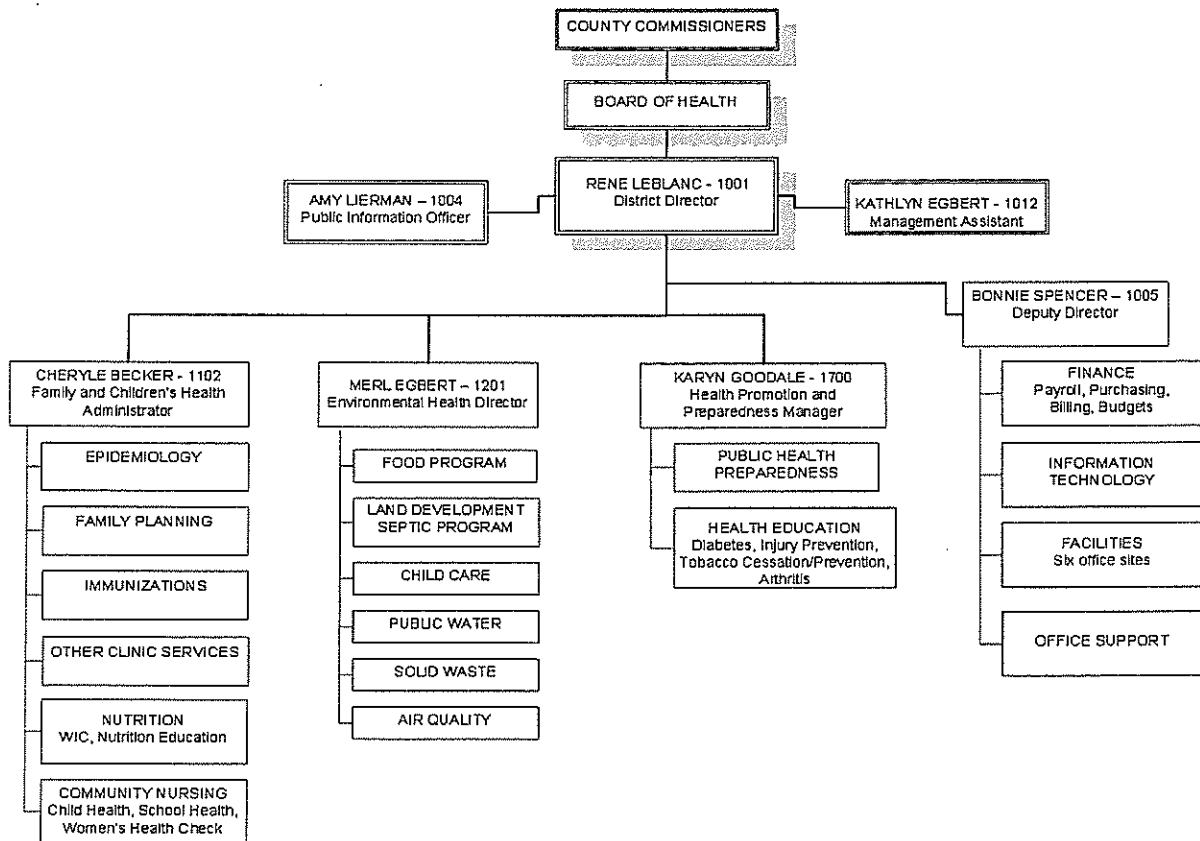 COUNTY COMMISSIONERS
BOARD OF HEALTH
RENE LEBLANC - 1001
District Director
AMY LIERMAN – 1004
Public Information Officer
KATHLYN EGBERT - 1012
Management Assistant
BONNIE SPENCER – 1005
Deputy Director
CHERYLE BECKER - 1102
Family and Children's Health
Administrator
EPIDEMIOLOGY
FAMILY PLANNING
IMMUNIZATIONS
OTHER CLINIC SERVICES
NUTRITION
WIC, Nutrition Education
COMMUNITY NURSING
Child Health, School Health,
Women's Health Check
MERL EGBERT – 1201
Environmental Health Director
FOOD PROGRAM
LAND DEVELOPMENT
SEPTIC PROGRAM
CHILD CARE
PUBLIC WATER
SOLID WASTE
AIR QUALITY
KARYN GOODALE - 1700
Health Promotion and
Preparedness Manager
PUBLIC HEALTH
PREPAREDNESS
HEALTH EDUCATION
Diabetes, Injury Prevention,
Tobacco Cessation/Prevention,
Arthritis
FINANCE
Payroll, Purchasing,
Billing, Budgets
INFORMATION
TECHNOLOGY
FACILITIES
Six office sites
OFFICE SUPPORT